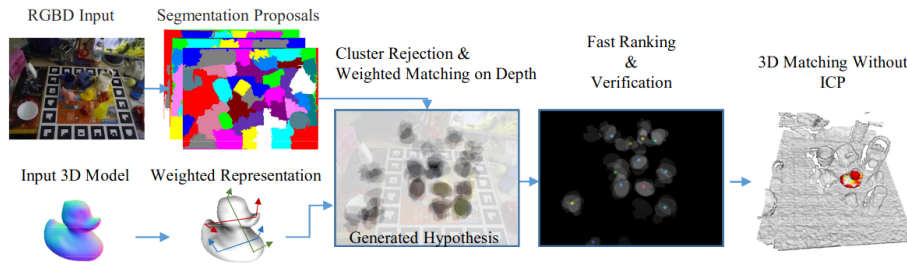 RGBD Input
Segmentation Proposals
Cluster Rejection &
Weighted Matching on Depth
Fast Ranking
&
Verification
3D Matching Without
ICP
Input 3D Model
Weighted Representation
Generated Hypothesis